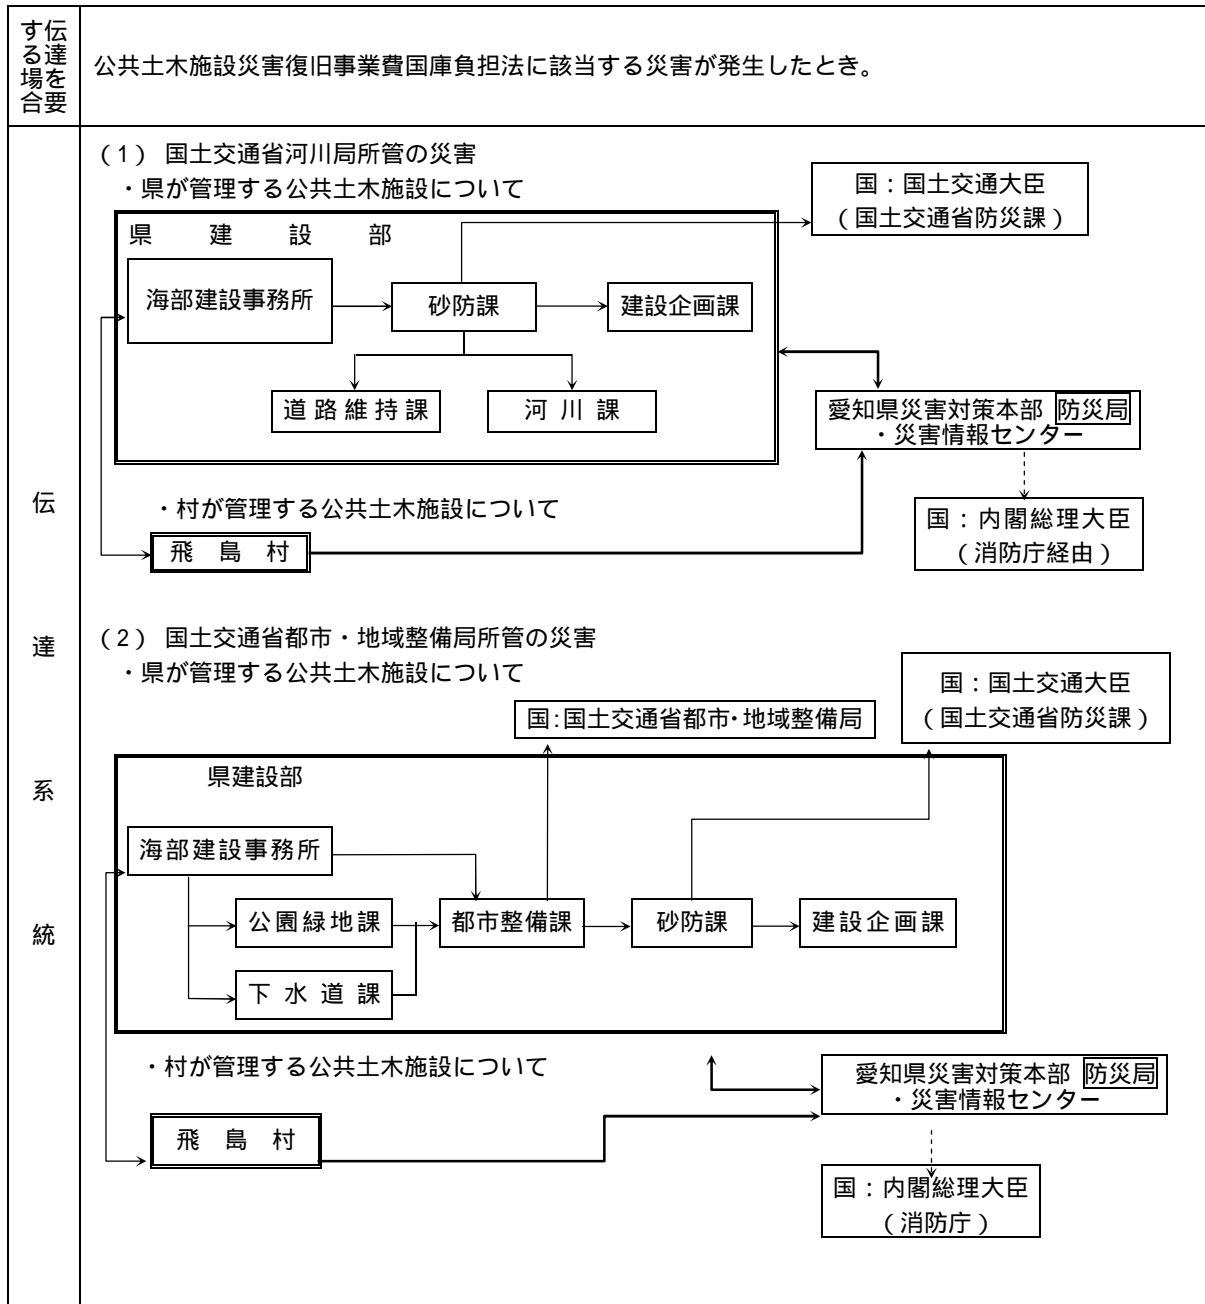 伝達を要する場合
公共土木施設災害復旧事業費国庫負担法に該当する災害が発生したとき。
伝達系統
(1) 国土交通省河川局所管の災害
・県が管理する公共土木施設について
国:国土交通大臣
(国土交通省防災課)
県建設部
海部建設事務所
砂防課
建設企画課
道路維持課
河川課
愛知県災害対策本部 防災局
・災害情報センター
・村が管理する公共土木施設について
飛島村
国:内閣総理大臣
(消防庁経由)
(2) 国土交通省都市・地域整備局所管の災害
・県が管理する公共土木施設について
国:国土交通大臣
(国土交通省防災課)
国:国土交通省都市・地域整備局
県建設部
海部建設事務所
公園緑地課
都市整備課
砂防課
建設企画課
下水道課
・村が管理する公共土木施設について
愛知県災害対策本部 防災局
・災害情報センター
飛島村
国:内閣総理大臣
(消防庁)